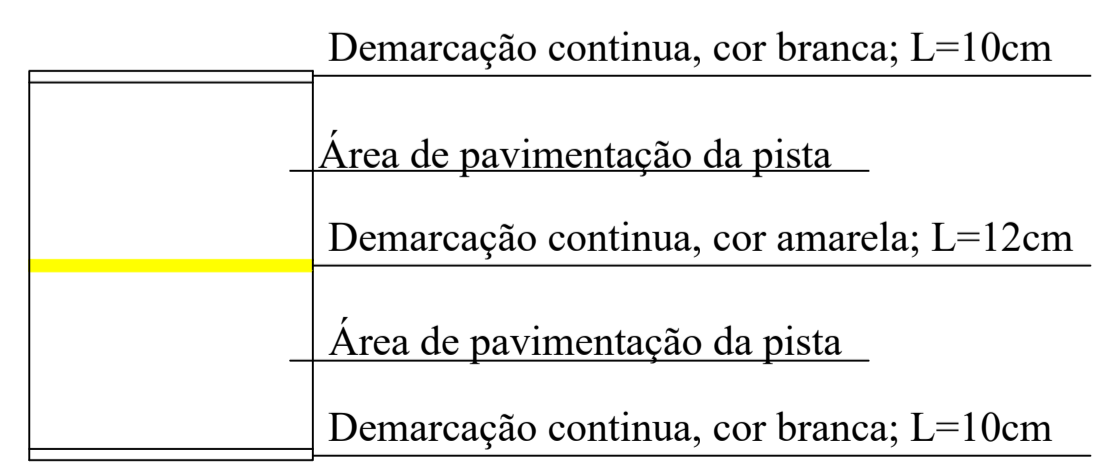 Demarcação continua, cor branca; L=10cm
Área de pavimentação da pista
Demarcação continua, cor amarela; L=12cm
Área de pavimentação da pista
Demarcação continua, cor branca; L=10cm